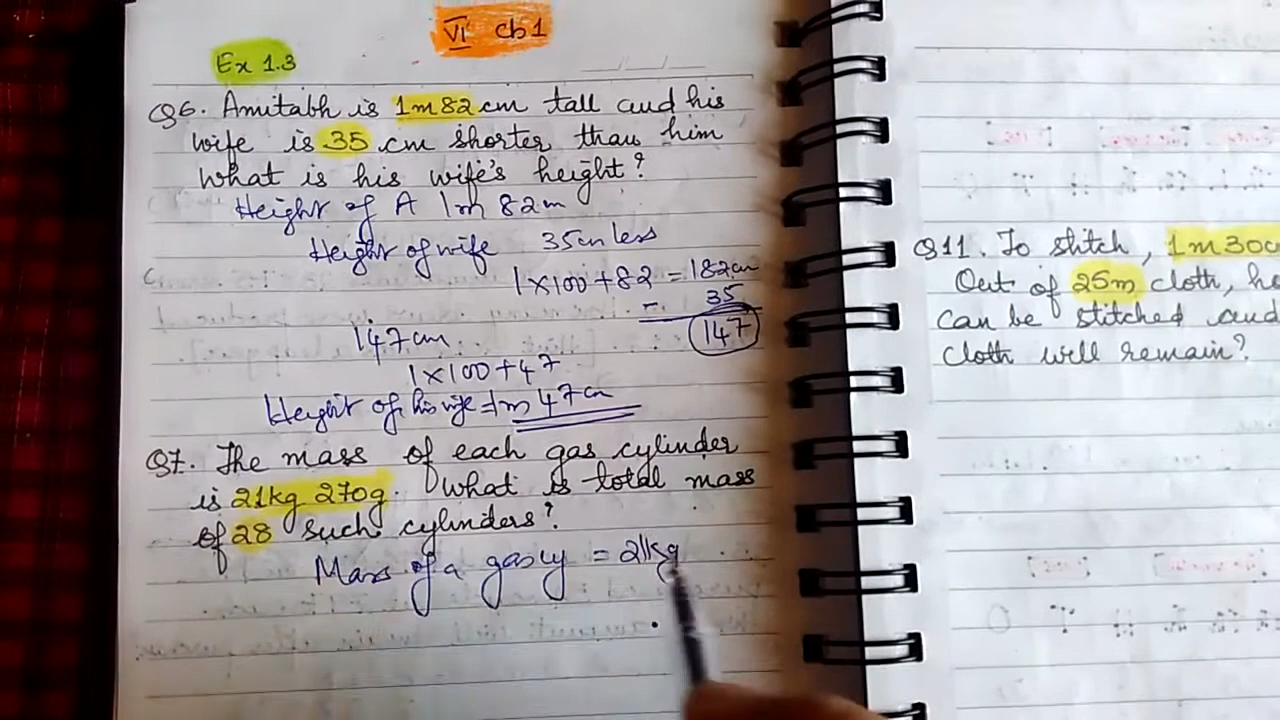 VI ch1
Ex 1.3
Q6. Amitabh is 1m 82 cm tall and his
wife is 35 cm shorter than him
What is his wife's height?
Height of A 1m 82m
Height of wife 35cm less
1×100+82 = 182cm
- 35
147
147cm
1×100+47
Height of his wife = 1m 47cm
Q7. The mass of each gas cylinder
is 21kg 270g. What is total mass
of 28 such cylinders?
Mass of a gas cy = 21kg
Q11. To stitch, 1m 30c
Out of 25m cloth, ho
can be stitched and
cloth will remain?